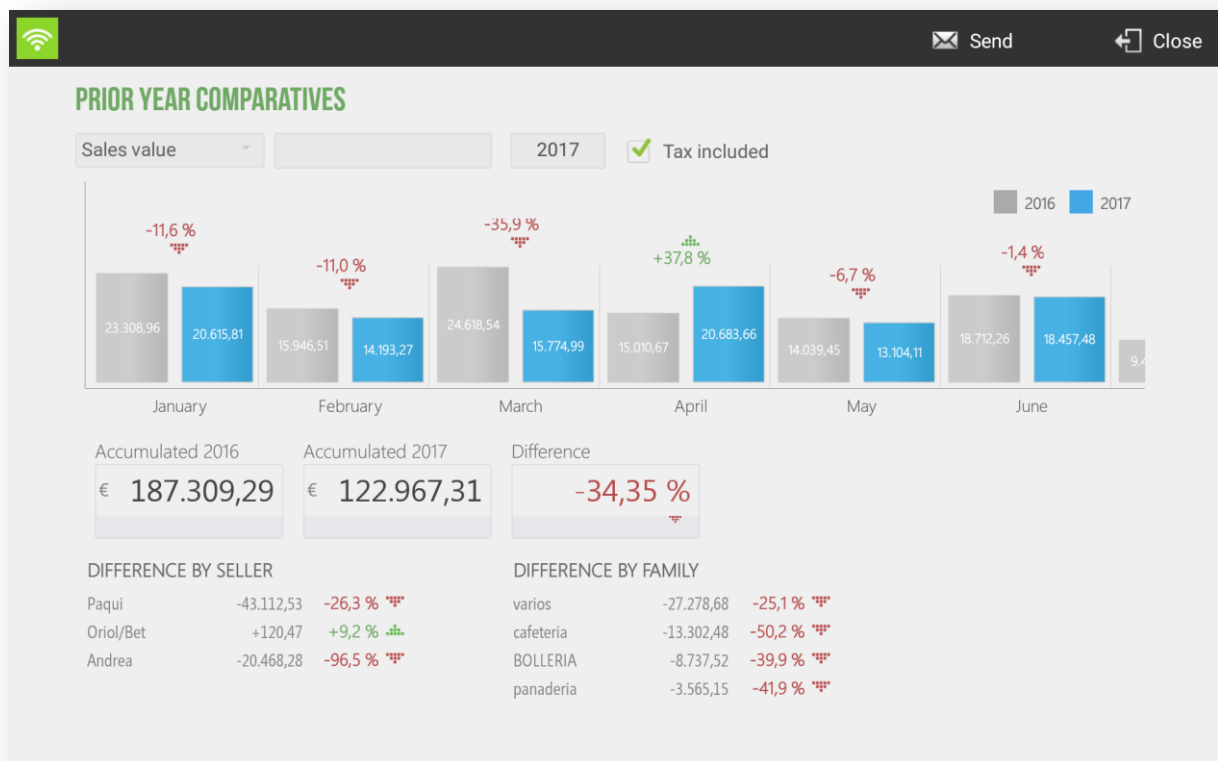 Send Close
PRIOR YEAR COMPARATIVES
Sales value 2017 Tax included
2016 2017
-11,6 % -11,0 % -35,9 % +37,8 % -6,7 % -1,4 %
23.308,96 20.615,81 15.946,51 14.193,27 24.618,54 15.774,99 15.010,67 20.683,66 14.039,45 13.104,11 18.712,26 18.457,48
January February March April May June
Accumulated 2016 Accumulated 2017 Difference
€ 187.309,29 € 122.967,31 -34,35 %
DIFFERENCE BY SELLER
Paqui -43.112,53 -26,3 %
Oriol/Bet +120,47 +9,2 %
Andrea -20.468,28 -96,5 %
DIFFERENCE BY FAMILY
varios -27.278,68 -25,1 %
cafeteria -13.302,48 -50,2 %
BOLLERIA -8.737,52 -39,9 %
panaderia -3.565,15 -41,9 %